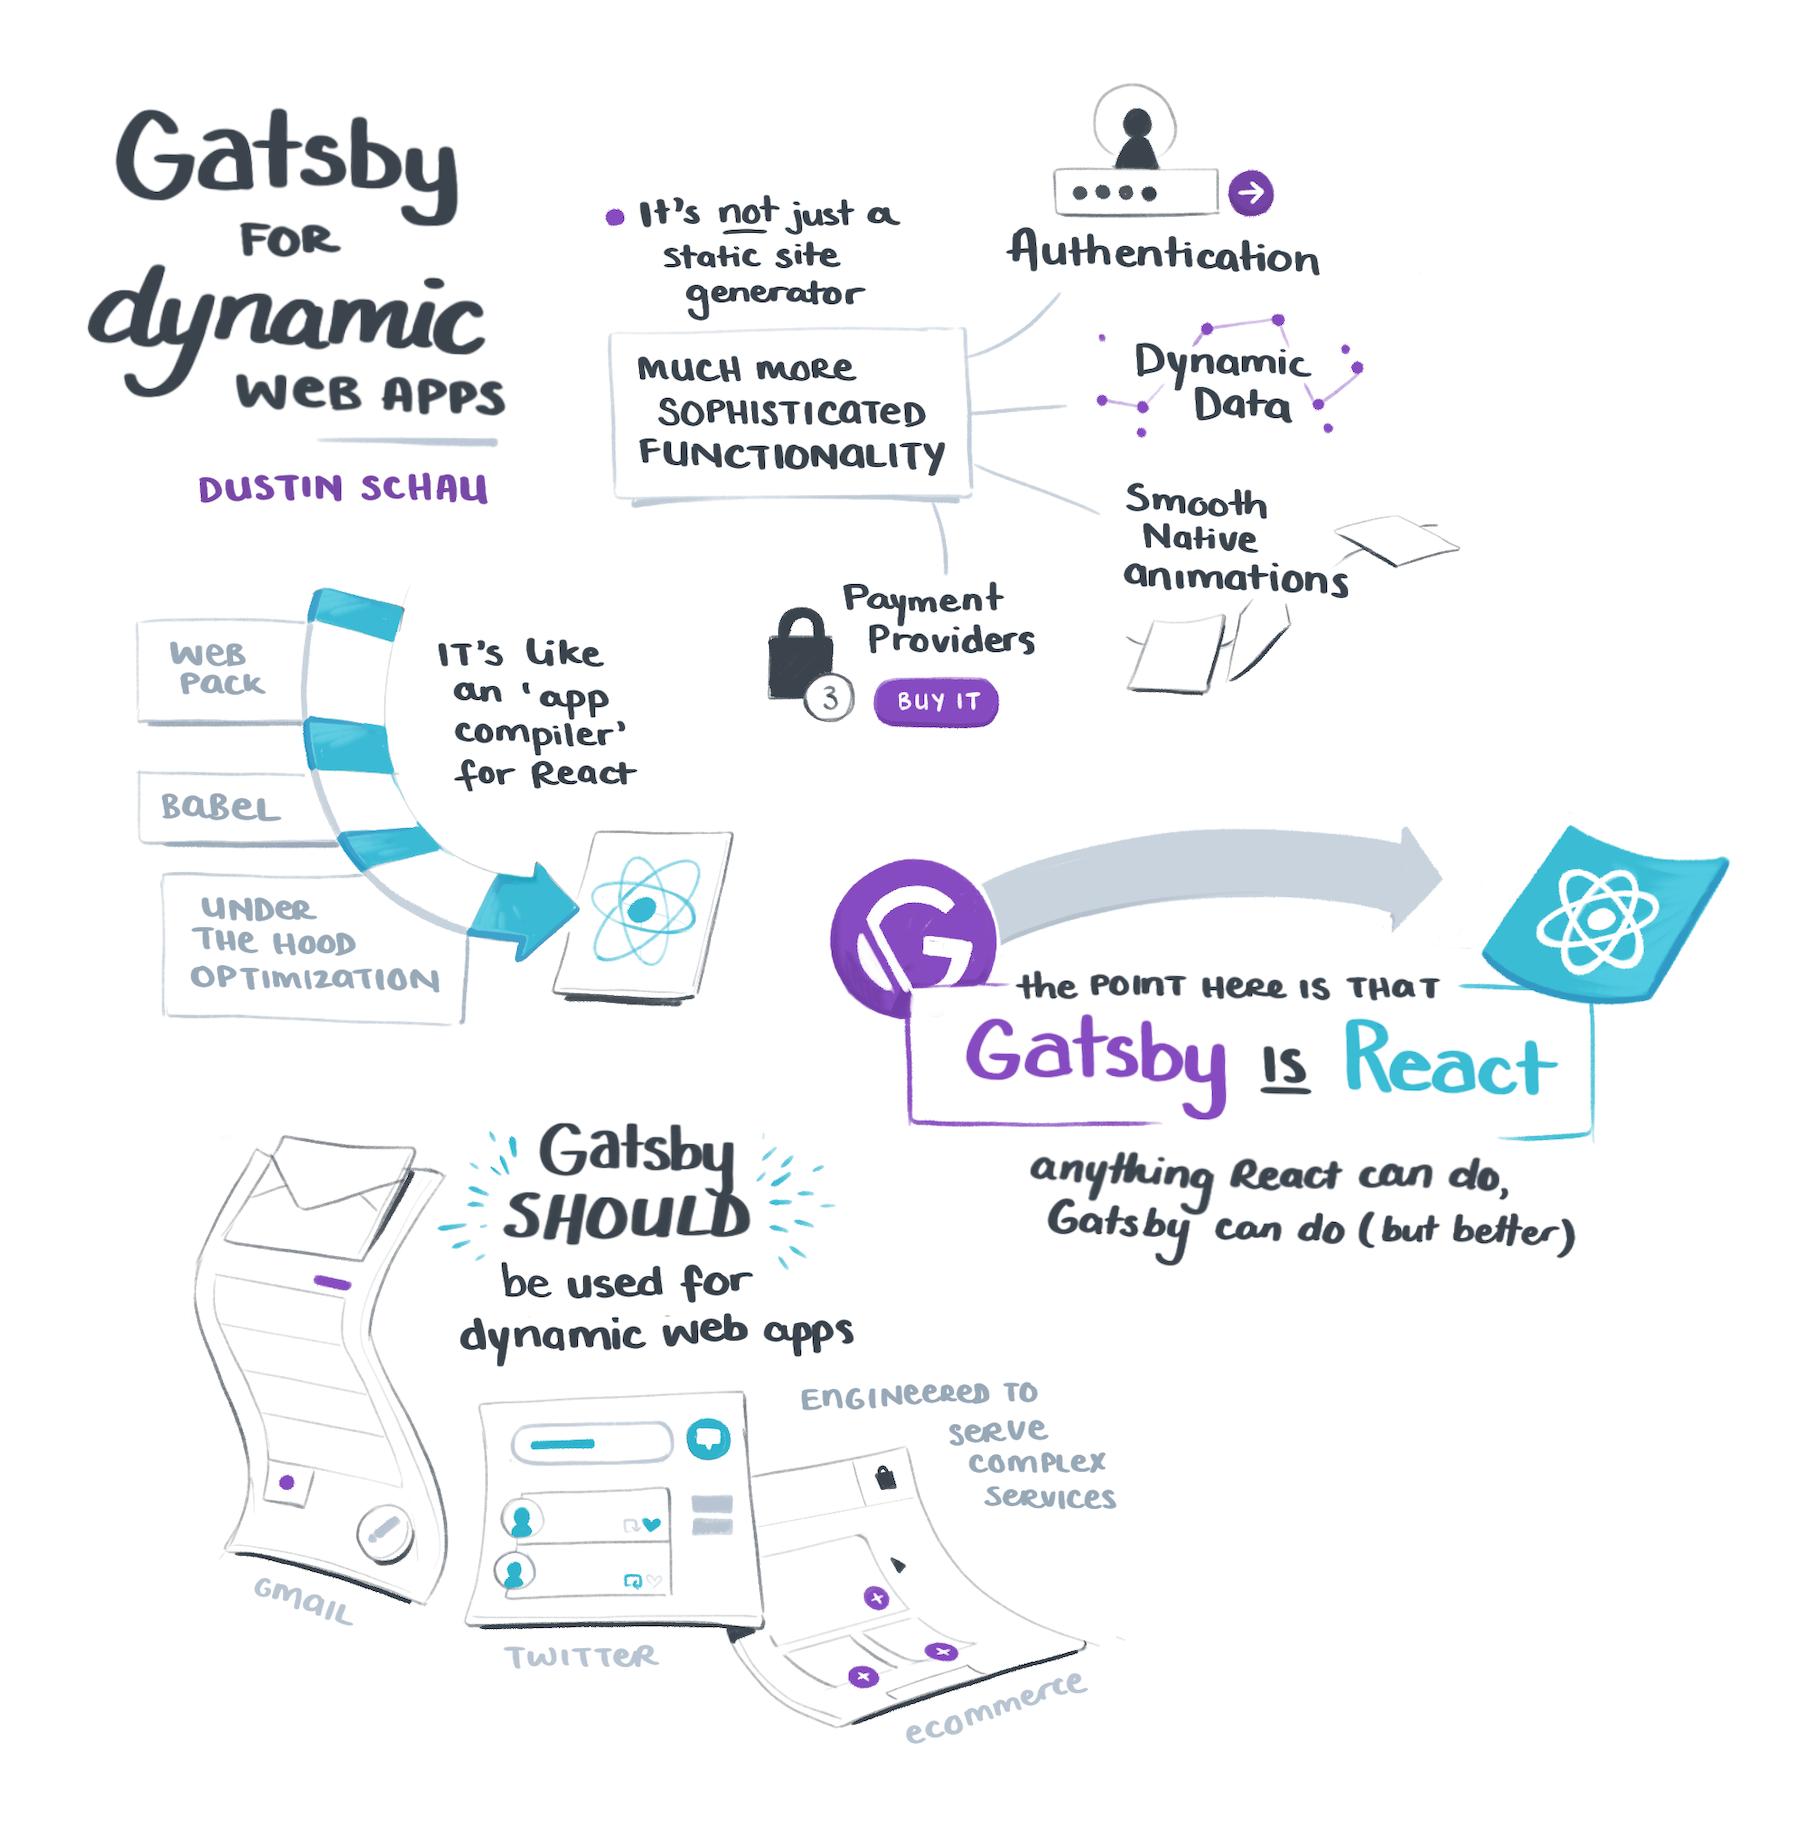 Gatsby
FOR
dynamic
WEB APPS
DUSTIN SCHAU
It's not just a
static site
generator
MUCH MORE
SOPHISTICATED
FUNCTIONALITY
Authentication
Dynamic
Data
Smooth
Native
animations
Payment
Providers
3
BUY IT
WEB
PACK
BABEL
UNDER
THE HOOD
OPTIMIZATION
IT'S like
an 'app
compiler'
for React
G
the POINT HERE IS THAT
Gatsby IS React
anything React can do,
Gatsby can do (but better)
Gatsby
SHOULD
be used for
dynamic web apps
ENGINEERED TO
SERVE
COMPLEX
SERVICES
GMAIL
TWITTER
ecommerce